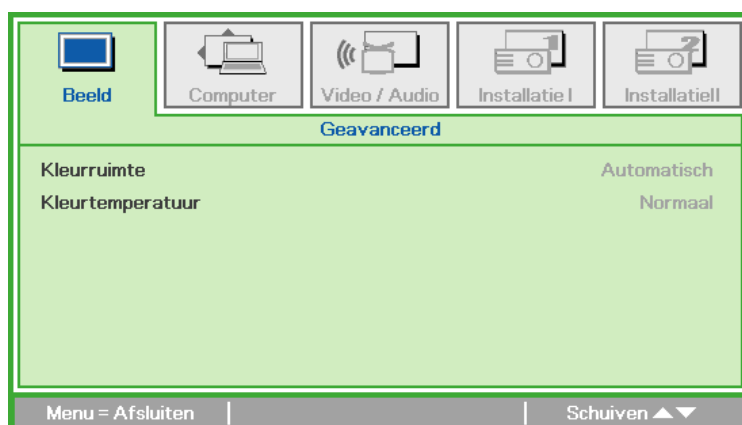 Beeld Computer Video / Audio Installatie I InstallatieII
Geavanceerd
Kleurruimte Automatisch
Kleurtemperatuur Normaal
Menu = Afsluiten Schuiven ▲▼